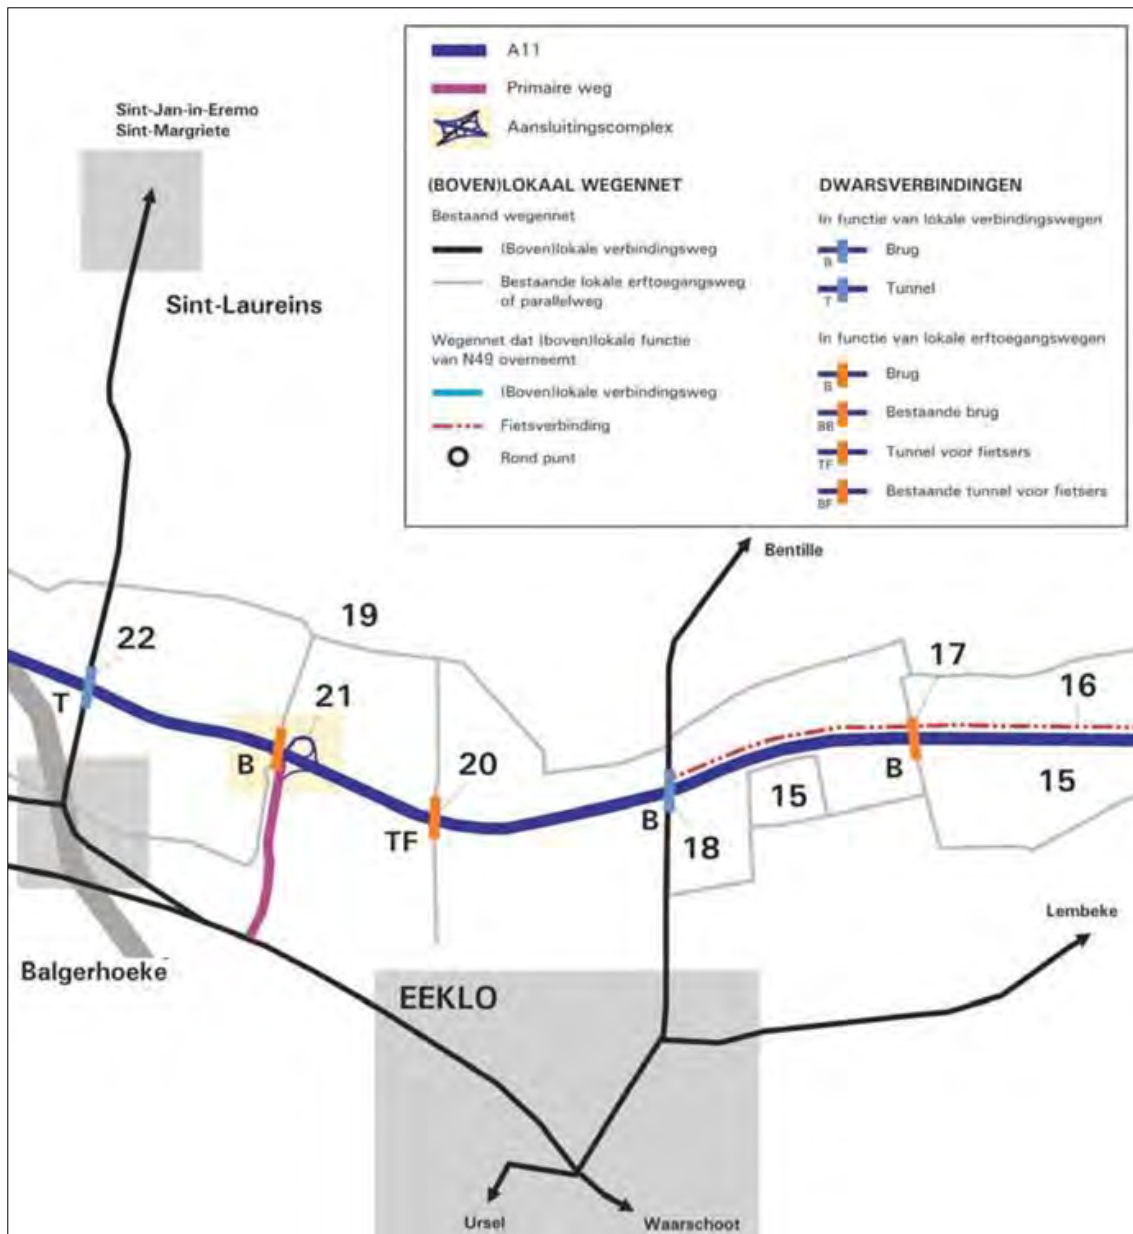 A11
Primaire weg
Aansluitingscomplex
(BOVEN)LOKAAL WEGENNET
Bestaand wegennet
(Boven)lokale verbindingsweg
Bestaande lokale erftoegangsweg
of parallelweg
Wegennet dat (boven)lokale functie
van N49 overneemt
(Boven)lokale verbindingsweg
Fietsverbinding
Rond punt
DWARSVERBINDINGEN
In functie van lokale verbindingswegen
B Brug
T Tunnel
In functie van lokale erftoegangswegen
B Brug
BB Bestaande brug
TF Tunnel voor fietsers
BF Bestaande tunnel voor fietsers
Sint-Jan-in-Eremo
Sint-Margriete
Sint-Laureins
Bentille
22
19
17
21
16
T
B
20
B
15
15
TF
B
18
Lembeke
Balgerhoeke
EEKLO
Ursel
Waarschoot